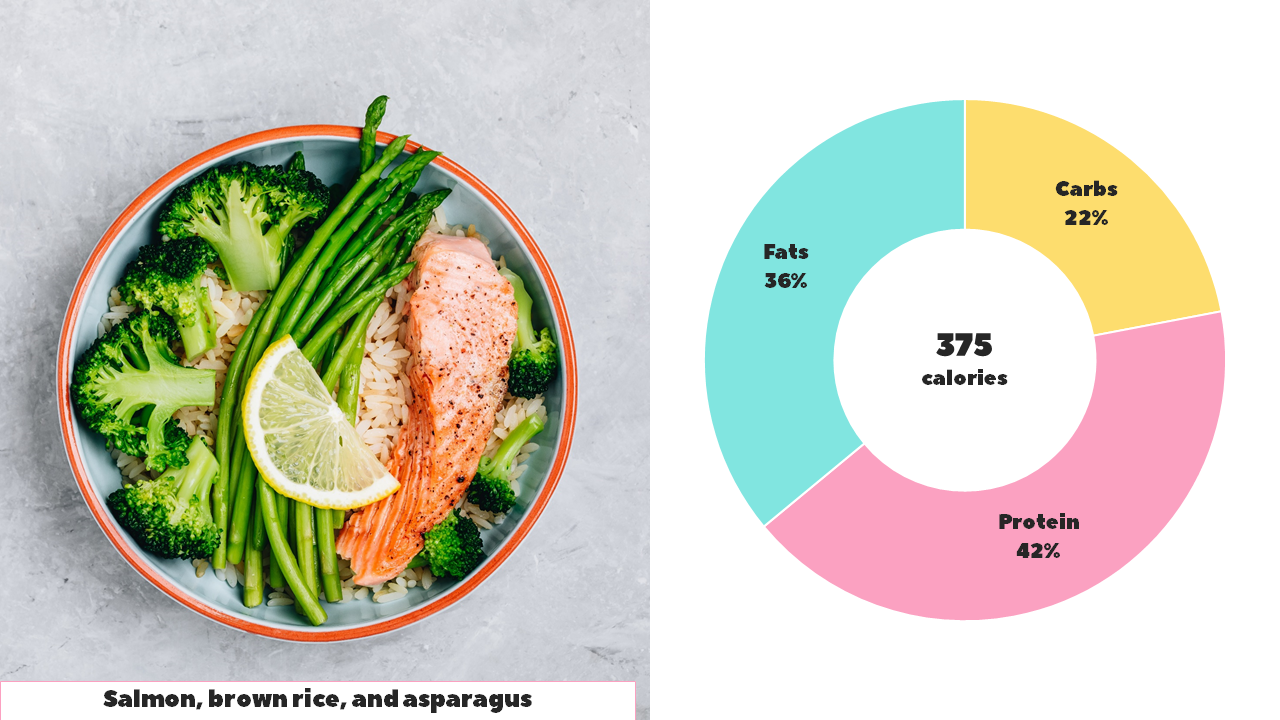 Salmon, brown rice, and asparagus
Carbs
22%
Fats
36%
375
calories
Protein
42%